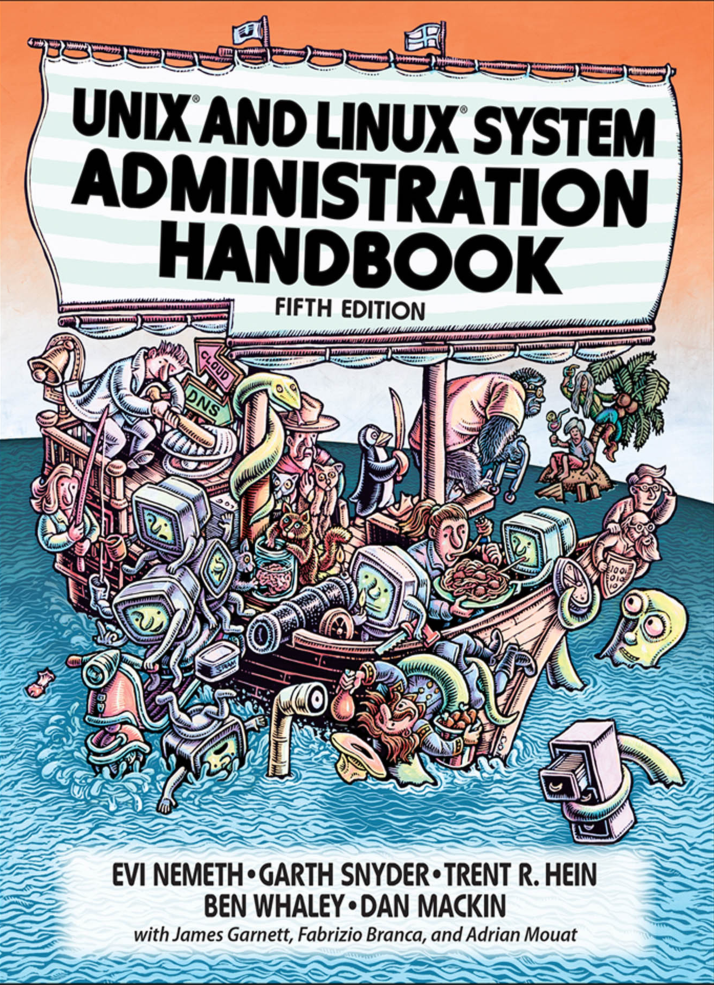 UNIX® AND LINUX® SYSTEM
ADMINISTRATION
HANDBOOK
FIFTH EDITION
CLOUD
DNS
EVI NEMETH • GARTH SNYDER • TRENT R. HEIN
BEN WHALEY • DAN MACKIN
with James Garnett, Fabrizio Branca, and Adrian Mouat